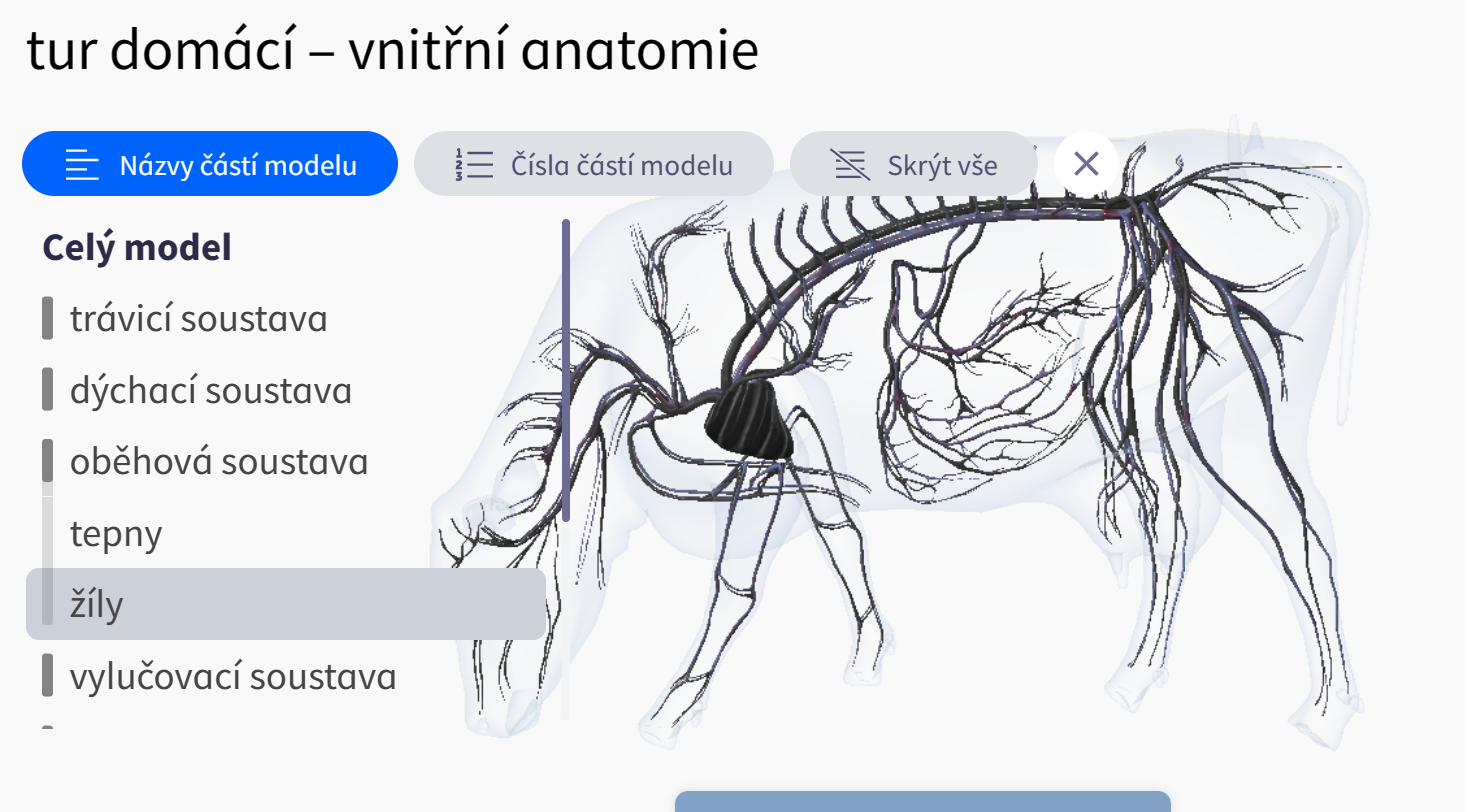 tur domácí – vnitřní anatomie
Názvy částí modelu
Čísla částí modelu
Skrýt vše
Celý model
trávicí soustava
dýchací soustava
oběhová soustava
tepny
žíly
vylučovací soustava